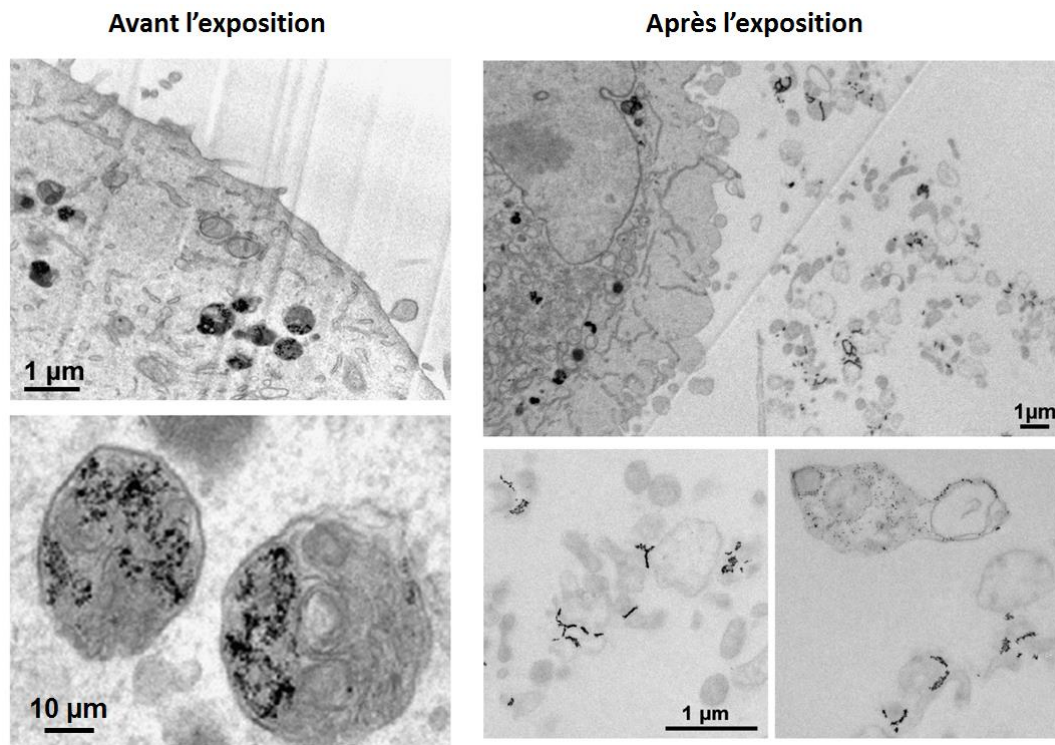 Avant l'exposition
Après l'exposition
1 µm
1µm
10 µm
1 µm